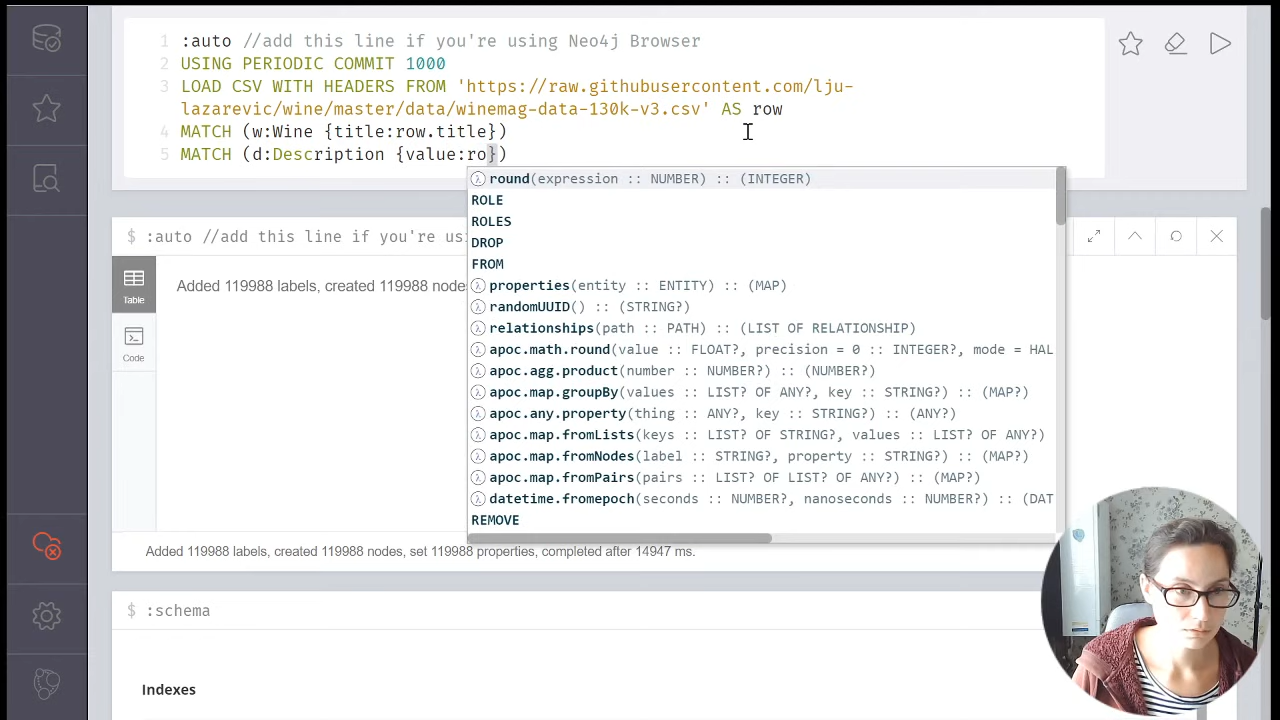 1 :auto //add this line if you're using Neo4j Browser
2 USING PERIODIC COMMIT 1000
3 LOAD CSV WITH HEADERS FROM 'https://raw.githubusercontent.com/lju-
lazarevic/wine/master/data/winemag-data-130k-v3.csv' AS row
4 MATCH (w:Wine {title:row.title})
5 MATCH (d:Description {value:ro})
round(expression :: NUMBER) :: (INTEGER)
ROLE
ROLES
DROP
FROM
properties(entity :: ENTITY) :: (MAP)
randomUUID() :: (STRING?)
relationships(path :: PATH) :: (LIST OF RELATIONSHIP)
apoc.math.round(value :: FLOAT?, precision = 0 :: INTEGER?, mode = HAL
apoc.agg.product(number :: NUMBER?) :: (NUMBER?)
apoc.map.groupBy(values :: LIST? OF ANY?, key :: STRING?) :: (MAP?)
apoc.any.property(thing :: ANY?, key :: STRING?) :: (ANY?)
apoc.map.fromLists(keys :: LIST? OF STRING?, values :: LIST? OF ANY?)
apoc.map.fromNodes(label :: STRING?, property :: STRING?) :: (MAP?)
apoc.map.fromPairs(pairs :: LIST? OF LIST? OF ANY?) :: (MAP?)
datetime.fromepoch(seconds :: NUMBER?, nanoseconds :: NUMBER?) :: (DAT
REMOVE
$ :auto //add this line if you're us
Table
Added 119988 labels, created 119988 node
Code
Added 119988 labels, created 119988 nodes, set 119988 properties, completed after 14947 ms.
$ :schema
Indexes